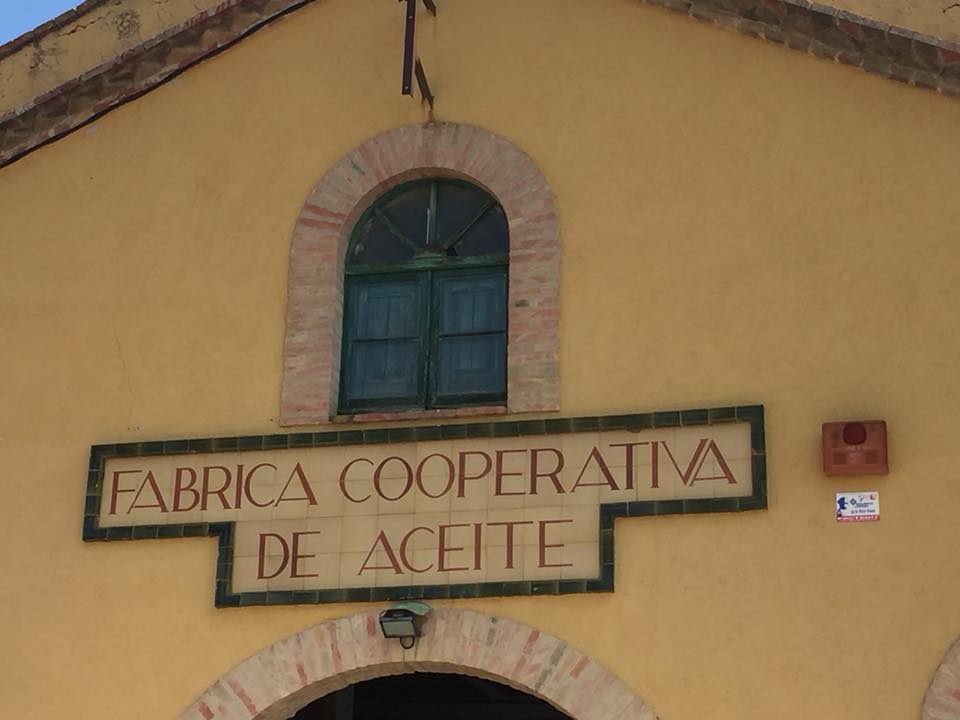 FABRICA COOPERATIVA
DE ACEITE